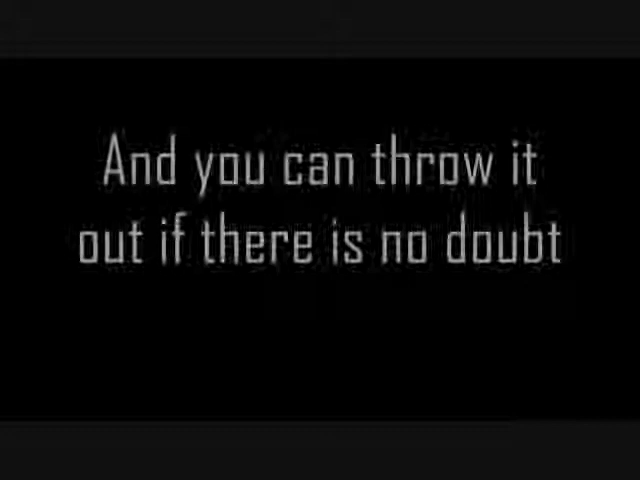 And you can throw it
out if there is no doubt